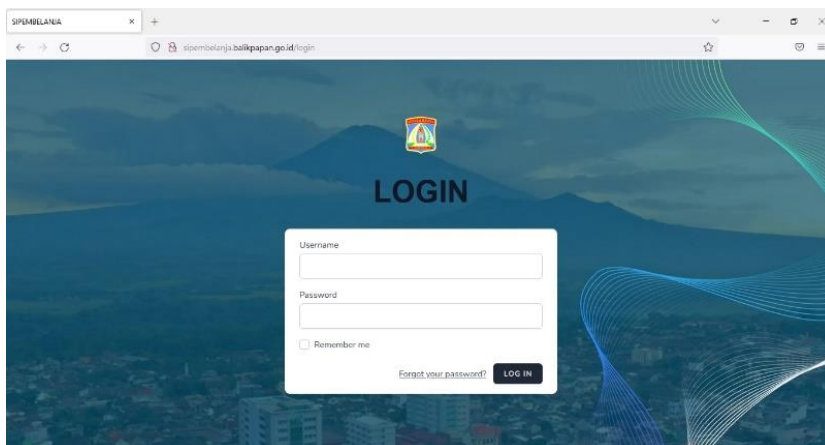 SIPEMBELANJA
sipembelanja.balikpapan.go.id/login
LOGIN
Username
Password
Remember me
Forgot your password? LOG IN